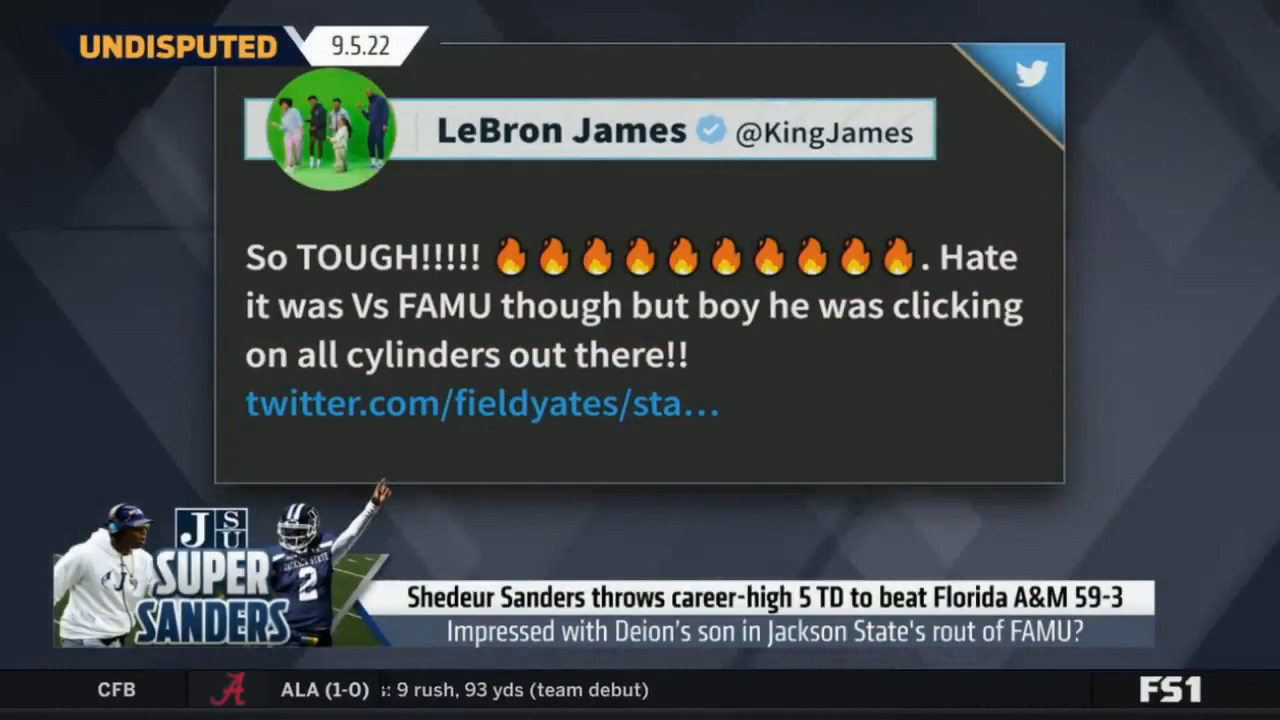 UNDISPUTED
9.5.22
LeBron James @KingJames
So TOUGH!!!!! 🔥🔥🔥🔥🔥🔥🔥🔥🔥🔥. Hate
it was Vs FAMU though but boy he was clicking
on all cylinders out there!!
twitter.com/fieldyates/sta...
JSU
SUPER
SANDERS
JACKSON STATE
2
Shedeur Sanders throws career-high 5 TD to beat Florida A&M 59-3
Impressed with Deion's son in Jackson State's rout of FAMU?
CFB
A
ALA (1-0)
: 9 rush, 93 yds (team debut)
FS1